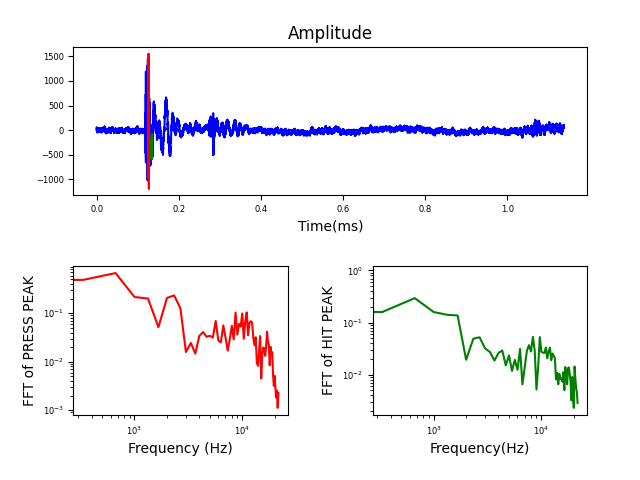 Amplitude
1500
1000
500
0
−500
−1000
0.0 0.2 0.4 0.6 0.8 1.0
Time(ms)
FFT of PRESS PEAK
10⁻¹
10⁻²
10⁻³
10³ 10⁴
Frequency (Hz)
FFT of HIT PEAK
10⁰
10⁻¹
10⁻²
10³ 10⁴
Frequency(Hz)